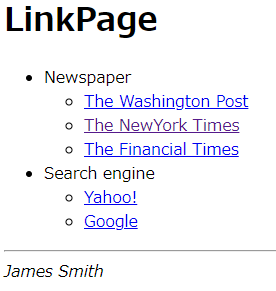 LinkPage
Newspaper
The Washington Post
The NewYork Times
The Financial Times
Search engine
Yahoo!
Google
James Smith